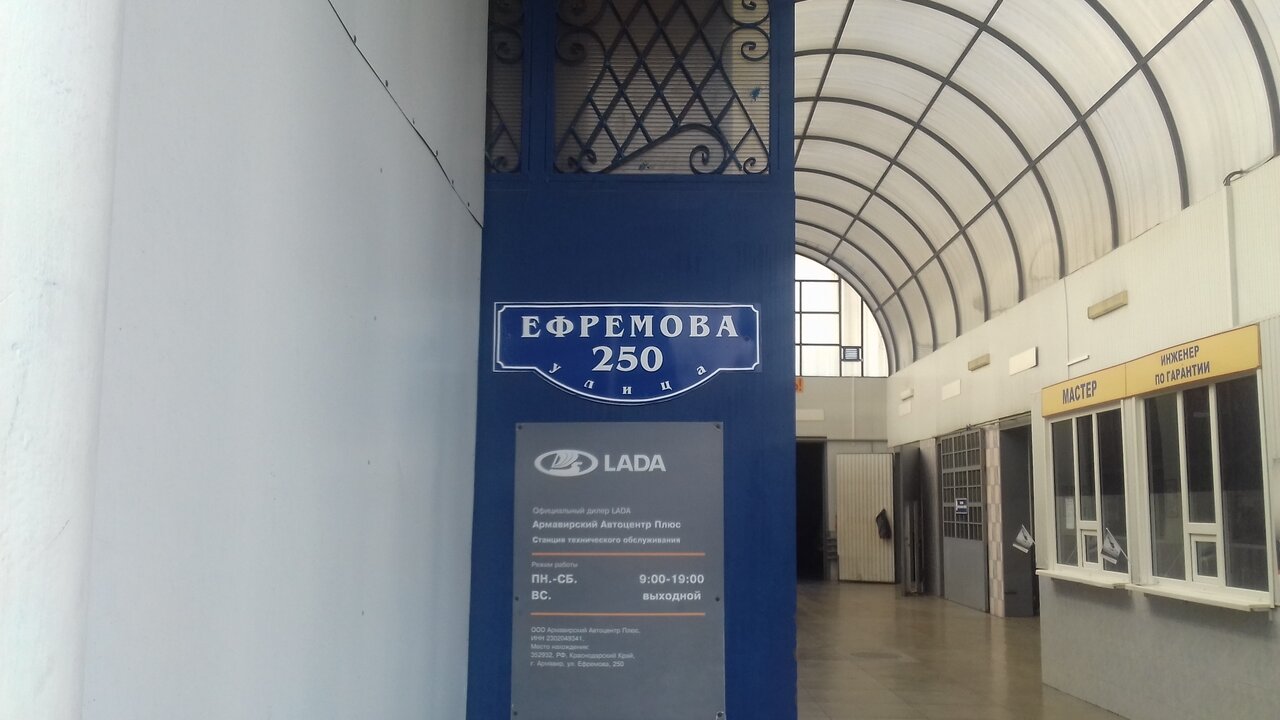 ЕФРЕМОВА
250
улица
LADA
Официальный дилер LADA
Армавирский Автоцентр Плюс
Станция технического обслуживания
Режим работы
ПН.-СБ. 9:00-19:00
ВС. выходной
ООО Армавирский Автоцентр Плюс,
ИНН 2302049341,
Место нахождения:
352932, РФ, Краснодарский Край,
г. Армавир, ул. Ефремова, 250
МАСТЕР
ИНЖЕНЕР
ПО ГАРАНТИИ